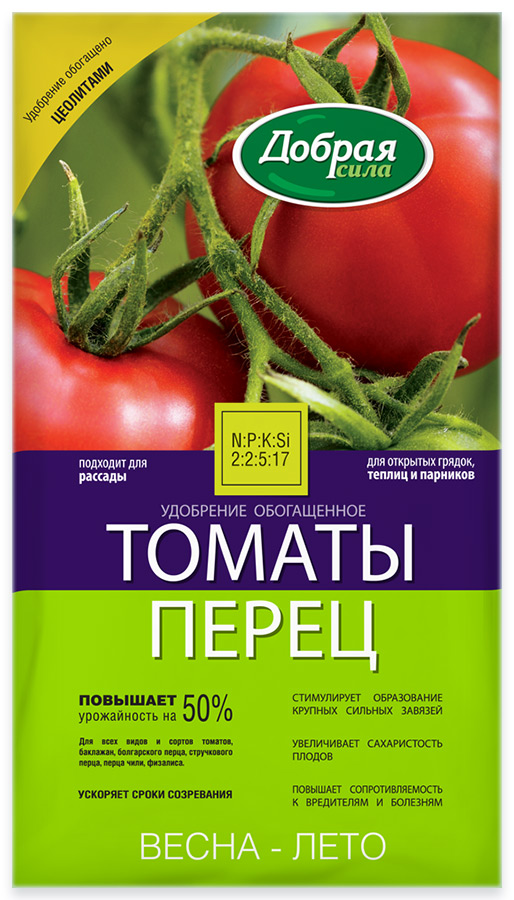 Удобрение обогащено
ЦЕОЛИТАМИ
Добрая
сила
N:P:K:Si
2:2:5:17
подходит для
рассады
для открытых грядок,
теплиц и парников
УДОБРЕНИЕ ОБОГАЩЕННОЕ
ТОМАТЫ
ПЕРЕЦ
ПОВЫШАЕТ
урожайность на 50%
Для всех видов и сортов томатов,
баклажан, болгарского перца, стручкового
перца, перца чили, физалиса.
УСКОРЯЕТ СРОКИ СОЗРЕВАНИЯ
СТИМУЛИРУЕТ ОБРАЗОВАНИЕ
КРУПНЫХ СИЛЬНЫХ ЗАВЯЗЕЙ
УВЕЛИЧИВАЕТ САХАРИСТОСТЬ
ПЛОДОВ
ПОВЫШАЕТ СОПРОТИВЛЯЕМОСТЬ
К ВРЕДИТЕЛЯМ И БОЛЕЗНЯМ
ВЕСНА - ЛЕТО